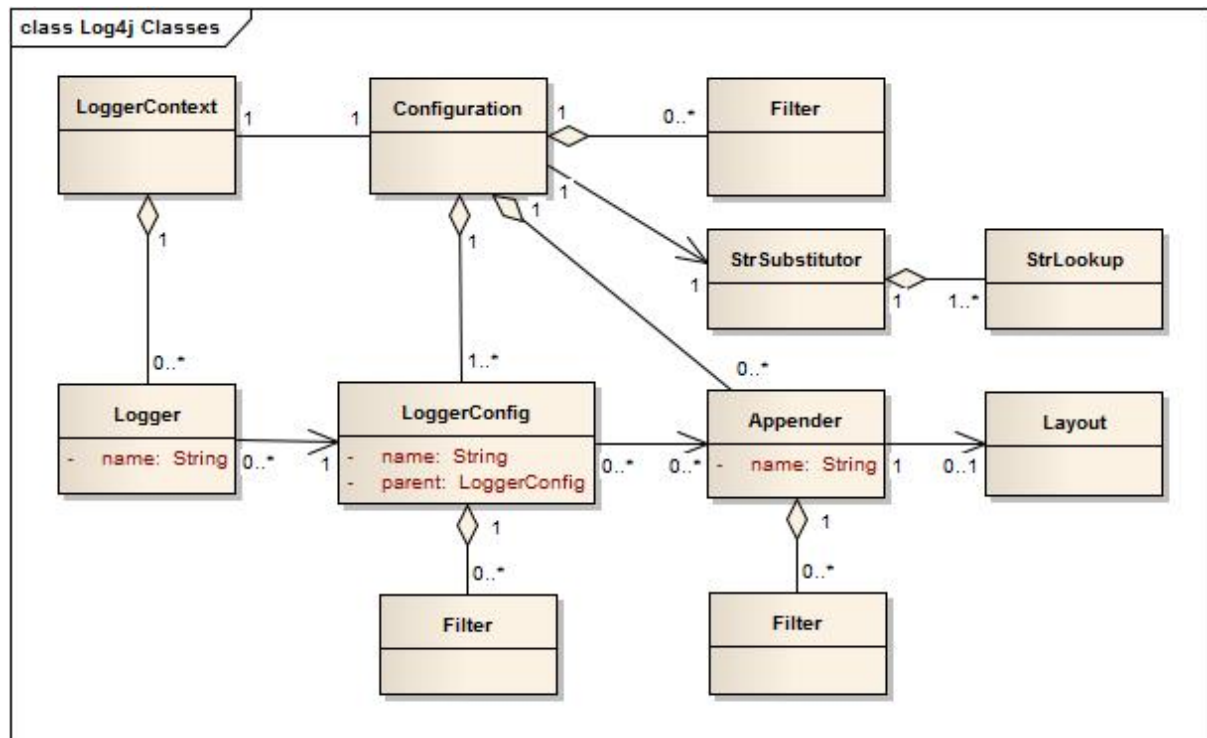 class Log4j Classes
LoggerContext
Configuration
Filter
1
1
1
0..*
1
1
1
1
StrSubstitutor
StrLookup
1
1
1..*
0..*
1..*
0..*
Logger
LoggerConfig
Appender
Layout
- name: String
- name: String
- name: String
- parent: LoggerConfig
0..*
1
0..*
0..*
1
0..1
1
1
0..*
0..*
Filter
Filter